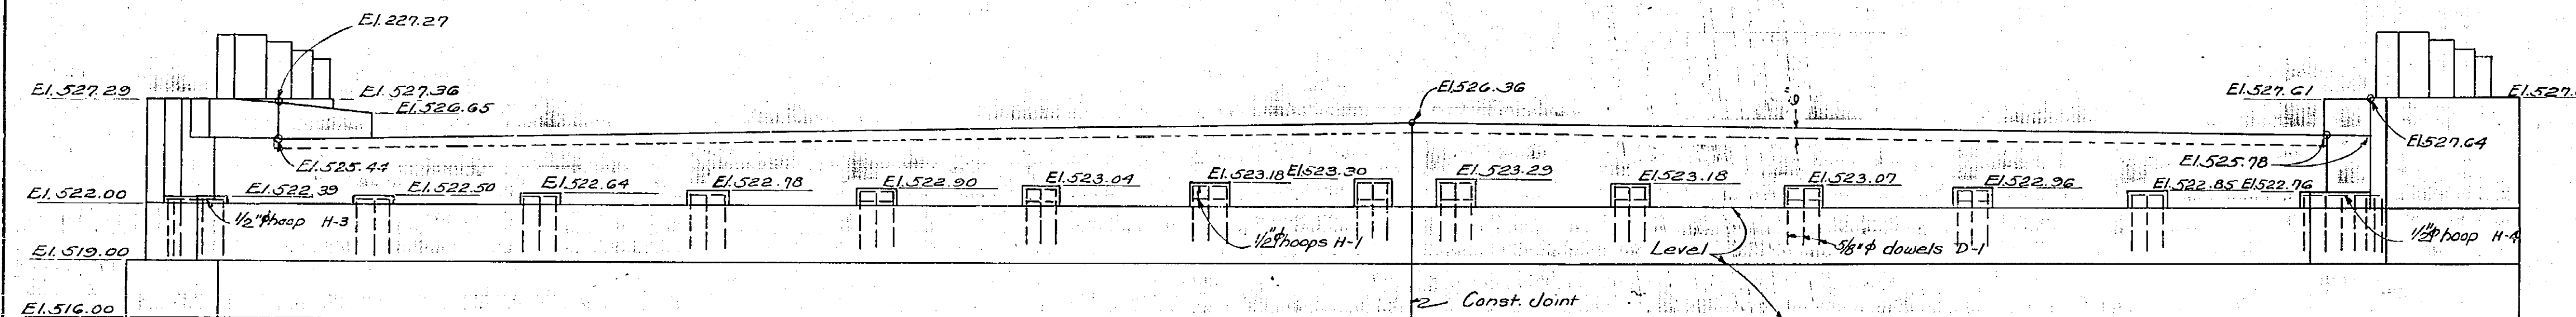 El.227.27
El.527.29
El.527.36
El.526.65
El.526.36
6"
El.527.61
El.527.64
El.525.44
El.525.78
El.522.00
El.522.39
El.522.50
El.522.64
El.522.78
El.522.90
El.523.04
El.523.18
El.523.30
El.523.29
El.523.18
El.523.07
El.522.96
El.522.85
El.522.76
1/2"φ hoop H-3
1/2"φ hoops H-1
Level
5/8"φ dowels D-1
1/2"φ hoop H-4
El.519.00
Const. Joint
El.516.00